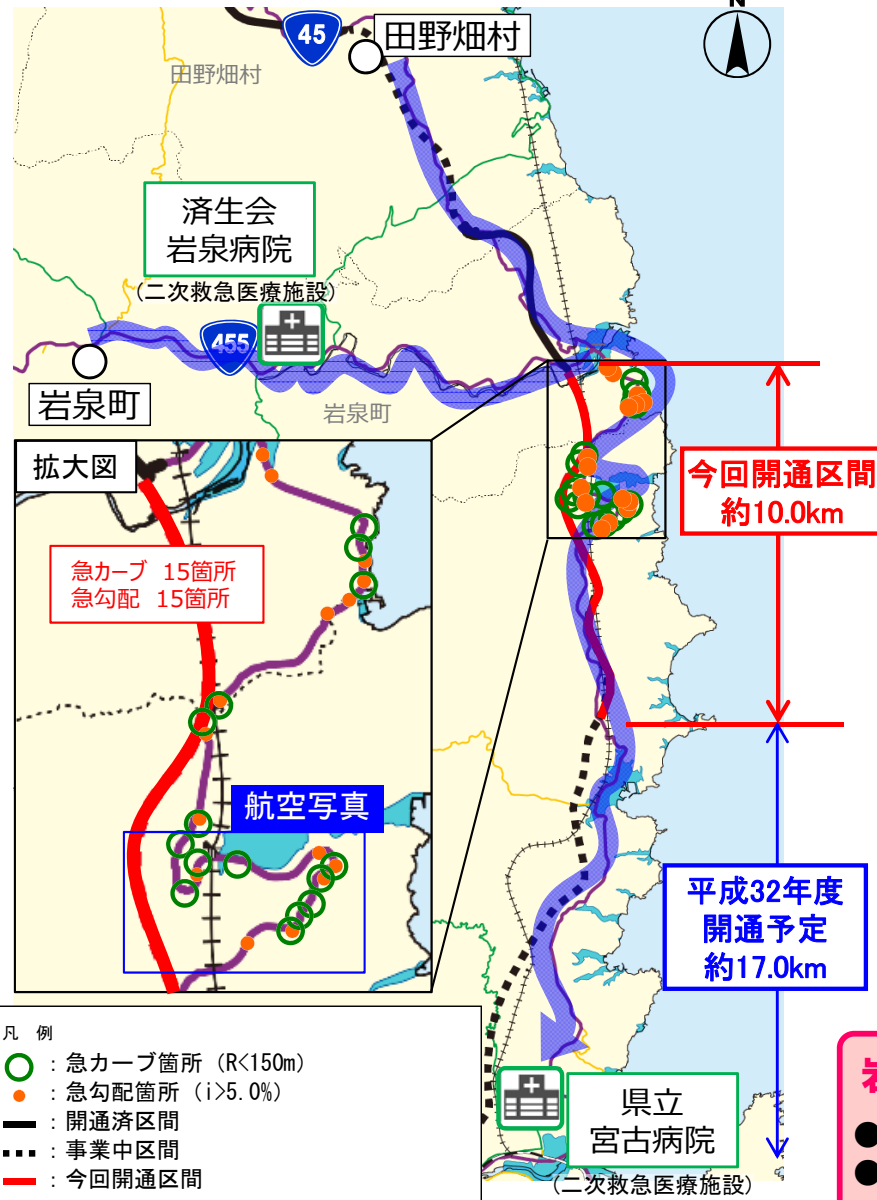 N
45
田野畑村
田野畑村
済生会
岩泉病院
(二次救急医療施設)
455
岩泉町
岩泉町
拡大図
急カーブ 15箇所
急勾配 15箇所
航空写真
今回開通区間
約10.0km
平成32年度
開通予定
約17.0km
県立
宮古病院
(二次救急医療施設)
凡 例
：急カーブ箇所（R<150m）
：急勾配箇所（i>5.0%）
：開通済区間
：事業中区間
：今回開通区間